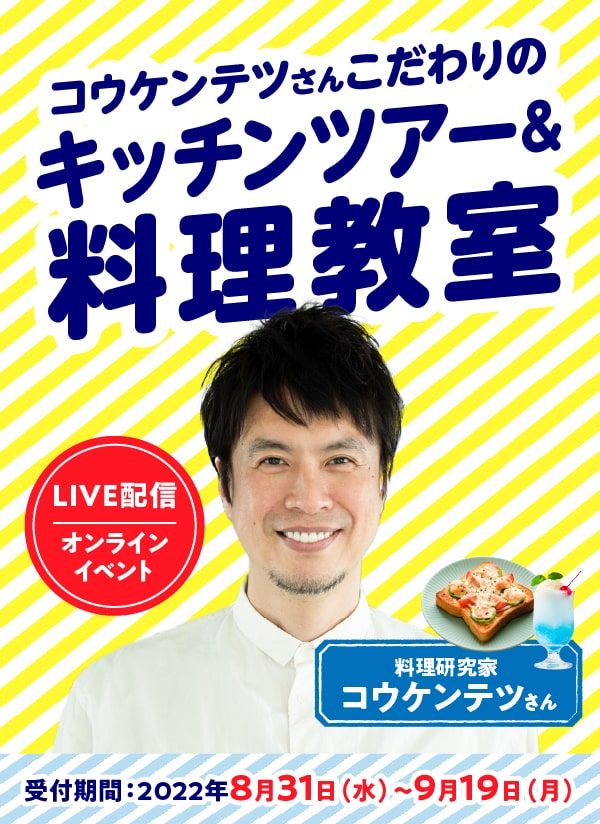 コウケンテツさんこだわりの
キッチンツアー&
料理教室
LIVE配信
オンライン
イベント
料理研究家
コウケンテツさん
受付期間:2022年8月31日(水)~9月19日(月)